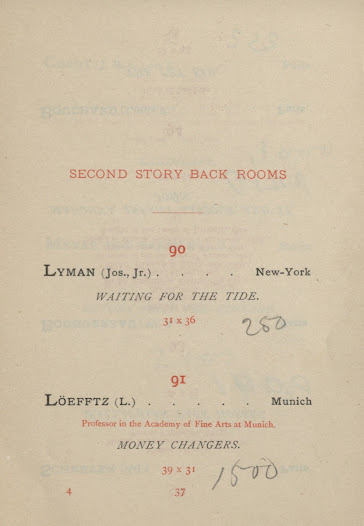 SECOND STORY BACK ROOMS
90
LYMAN (Jos., Jr.) . . . . New-York
WAITING FOR THE TIDE.
31 x 36
250
91
LÖEFFTZ (L.) . . . . . Munich
Professor in the Academy of Fine Arts at Munich.
MONEY CHANGERS.
39 x 31
1500
4 37